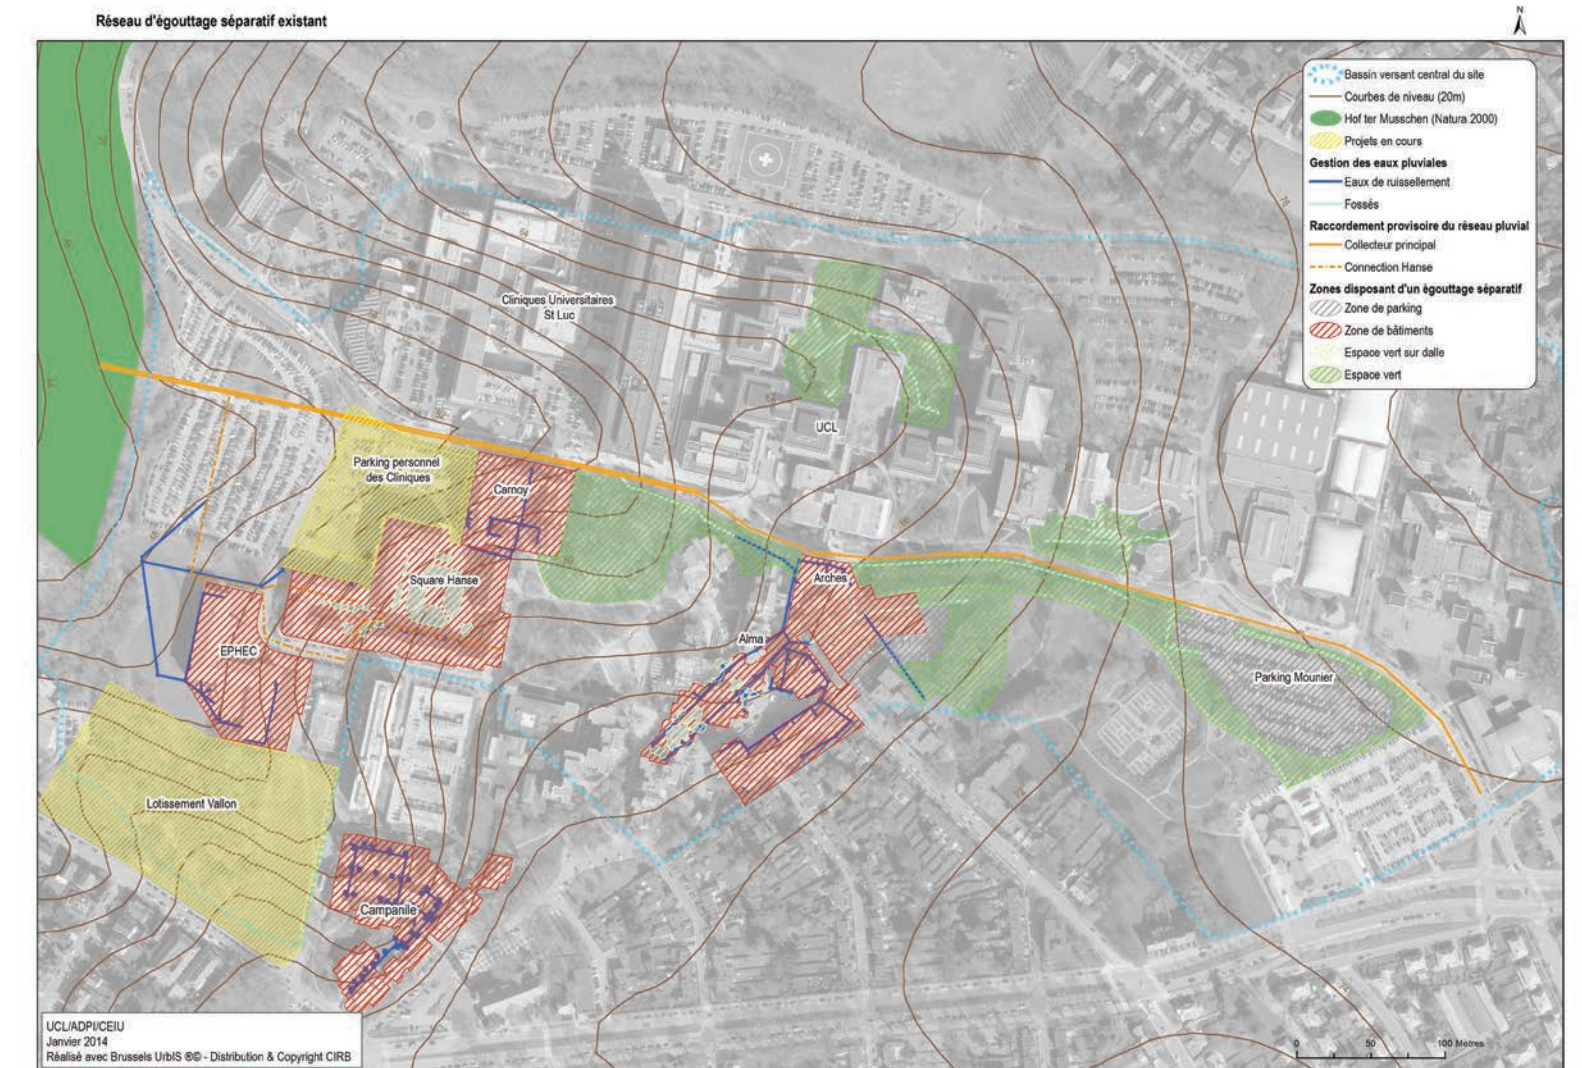 Réseau d'égouttage séparatif existant
N
Bassin versant central du site
Courbes de niveau (20m)
Hof ter Musschen (Natura 2000)
Projets en cours
Gestion des eaux pluviales
Eaux de ruissellement
Fossés
Raccordement provisoire du réseau pluvial
Collecteur principal
Connection Hanse
Zones disposant d'un égouttage séparatif
Zone de parking
Zone de bâtiments
Espace vert sur dalle
Espace vert
Cliniques Universitaires
St Luc
UCL
Parking personnel
des Cliniques
Carnoy
Square Hanse
Arches
EPHEC
Alma
Parking Mounier
Lotissement Vallon
Campanile
UCL/ADPI/CEIU
Janvier 2014
Réalisé avec Brussels UrbIS ®© - Distribution & Copyright CIRB
0 50 100 Mètres